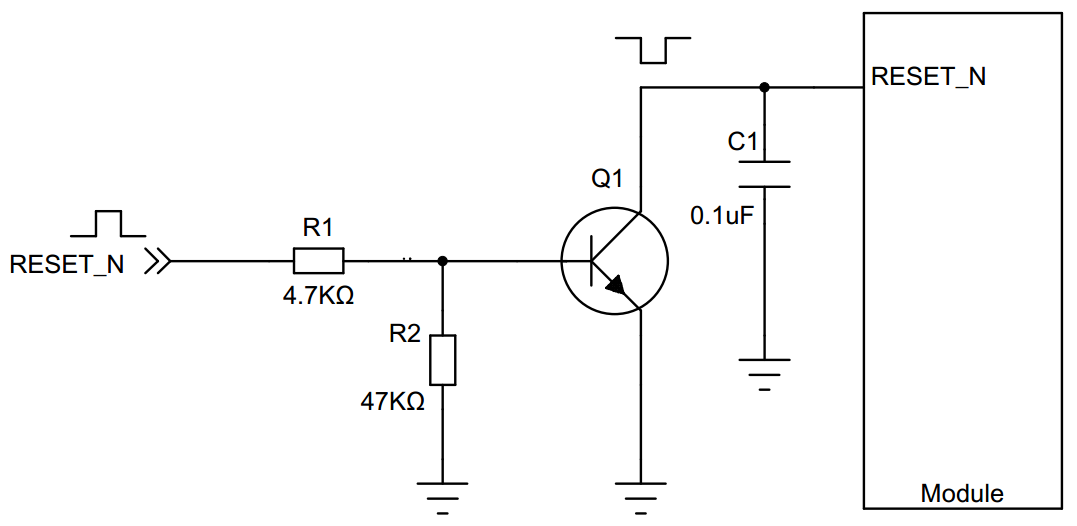 RESET_N
C1
Q1
0.1uF
R1
RESET_N
4.7KΩ
R2
47KΩ
Module